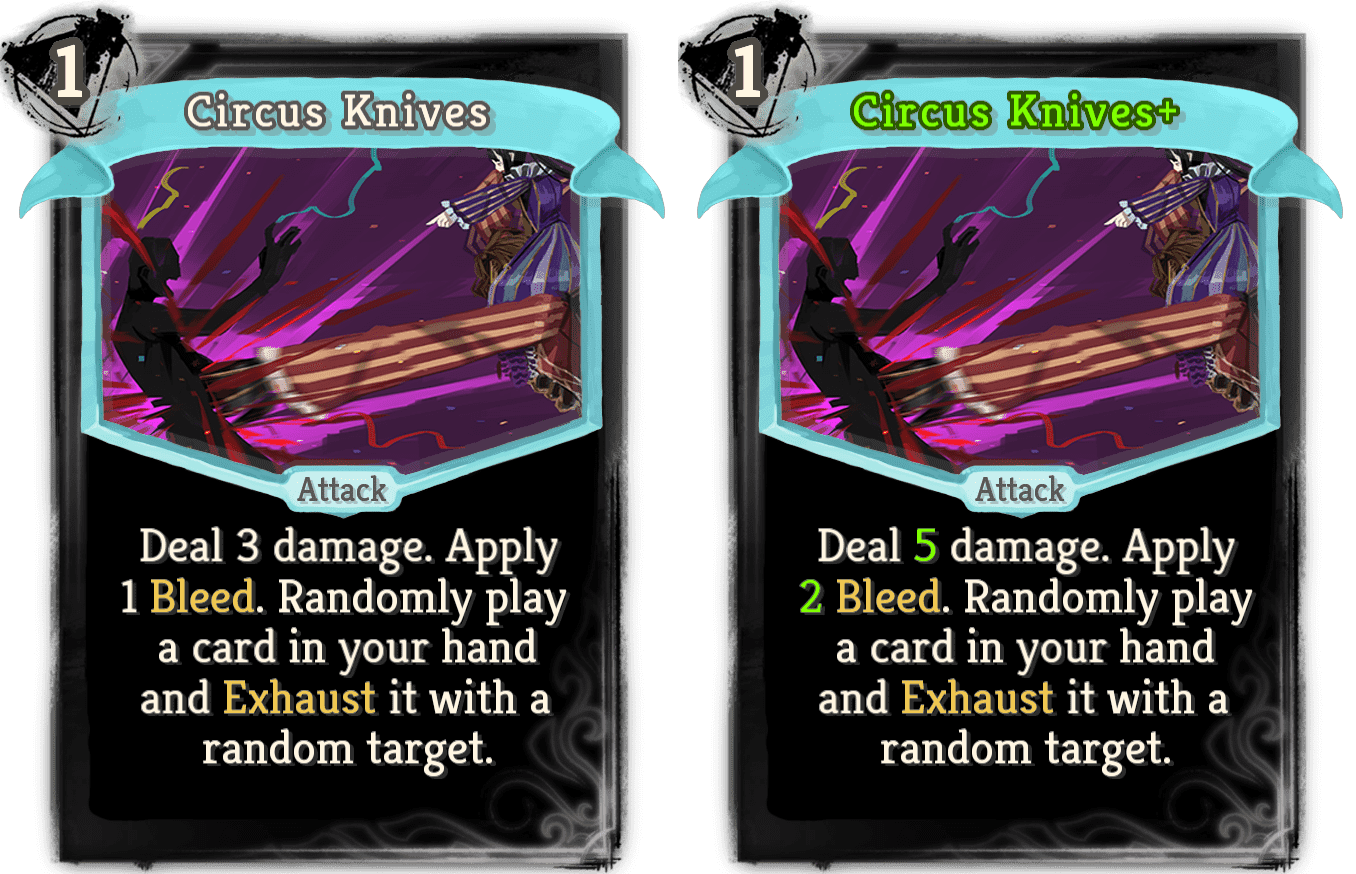 1
Circus Knives
Attack
Deal 3 damage. Apply
1 Bleed. Randomly play
a card in your hand
and Exhaust it with a
random target.
1
Circus Knives+
Attack
Deal 5 damage. Apply
2 Bleed. Randomly play
a card in your hand
and Exhaust it with a
random target.